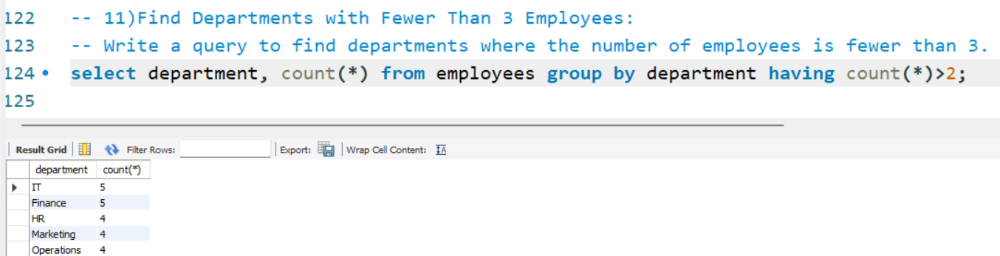 122 -- 11)Find Departments with Fewer Than 3 Employees:
123 -- Write a query to find departments where the number of employees is fewer than 3.
124 • select department, count(*) from employees group by department having count(*)>2;
125
Result Grid Filter Rows: Export: Wrap Cell Content: IA
department count(*)
IT 5
Finance 5
HR 4
Marketing 4
Operations 4